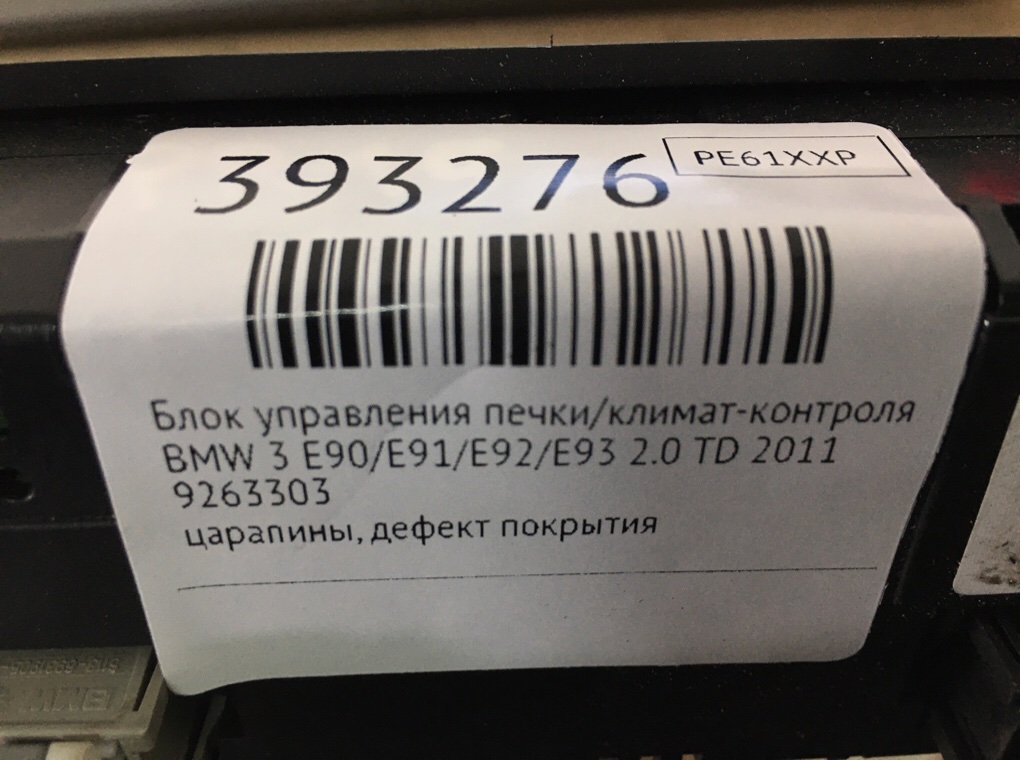 393276
PE61XXP
Блок управления печки/климат-контроля
BMW 3 E90/E91/E92/E93 2.0 TD 2011
9263303
царапины, дефект покрытия
BMW